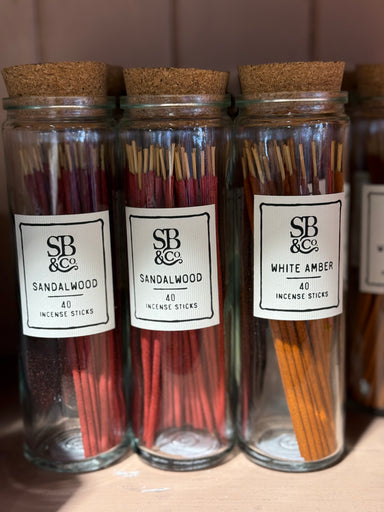 SB
& Co.
SANDALWOOD
40
INCENSE STICKS
SB
& Co.
SANDALWOOD
40
INCENSE STICKS
SB
& Co.
WHITE AMBER
40
INCENSE STICKS